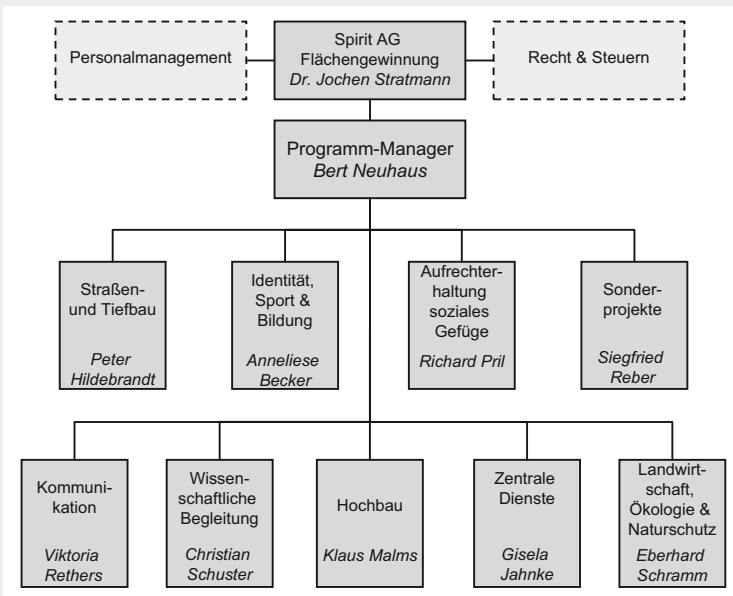 Personalmanagement
Spirit AG
Flächengewinnung
Dr. Jochen Stratmann
Recht & Steuern
Programm-Manager
Bert Neuhaus
Straßen-
und Tiefbau
Peter
Hildebrandt
Identität,
Sport &
Bildung
Anneliese
Becker
Aufrechter-
haltung
soziales
Gefüge
Richard Pril
Sonder-
projekte
Siegfried
Reber
Kommuni-
kation
Viktoria
Rethers
Wissen-
schaftliche
Begleitung
Christian
Schuster
Hochbau
Klaus Malms
Zentrale
Dienste
Gisela
Jahnke
Landwirt-
schaft,
Ökologie &
Naturschutz
Eberhard
Schramm